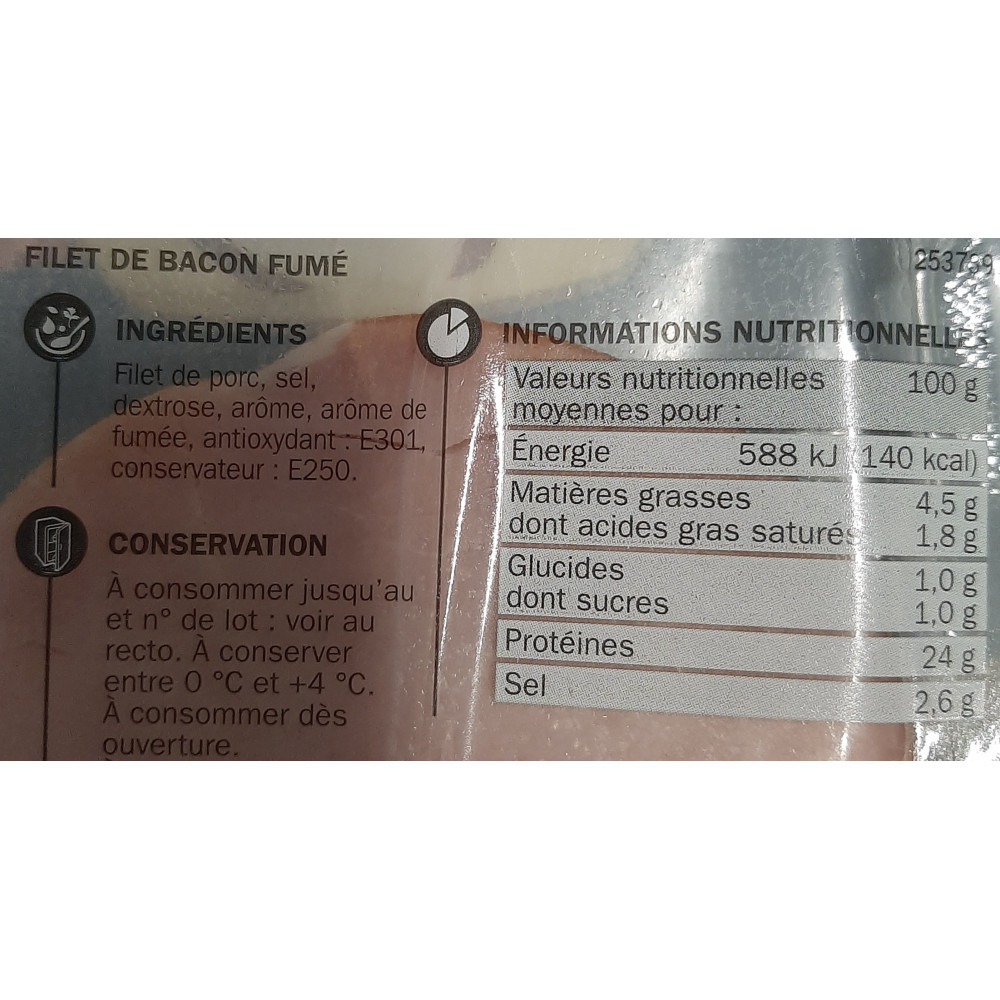 FILET DE BACON FUMÉ
INGRÉDIENTS
Filet de porc, sel,
dextrose, arôme, arôme de
fumée, antioxydant : E301,
conservateur : E250.
CONSERVATION
À consommer jusqu'au
et n° de lot : voir au
recto. À conserver
entre 0 °C et +4 °C.
À consommer dès
ouverture.
253789
INFORMATIONS NUTRITIONNELLES
Valeurs nutritionnelles 100 g
moyennes pour :
Énergie 588 kJ (140 kcal)
Matières grasses 4,5 g
dont acides gras saturés 1,8 g
Glucides 1,0 g
dont sucres 1,0 g
Protéines 24 g
Sel 2,6 g